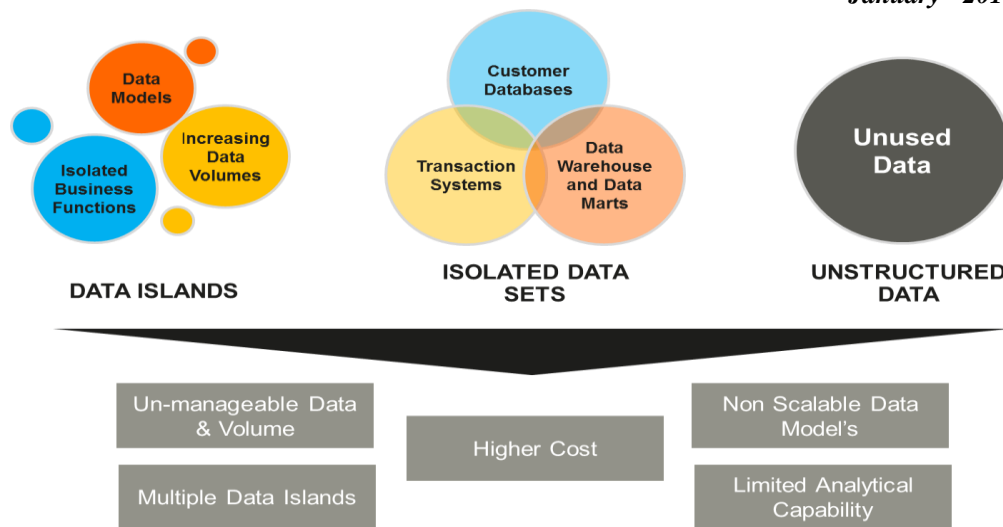 January 201
Data
Models
Increasing
Data
Volumes
Isolated
Business
Functions
DATA ISLANDS
Customer
Databases
Transaction
Systems
Data
Warehouse
and Data
Marts
ISOLATED DATA
SETS
Unused
Data
UNSTRUCTURED
DATA
Un-manageable Data
& Volume
Multiple Data Islands
Higher Cost
Non Scalable Data
Model's
Limited Analytical
Capability